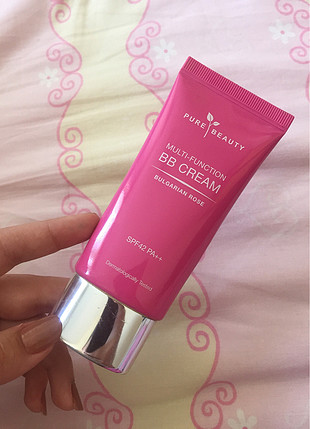 PURE BEAUTY
MULTI-FUNCTION
BB CREAM
BULGARIAN ROSE
SPF42 PA++
Dermatologically Tested